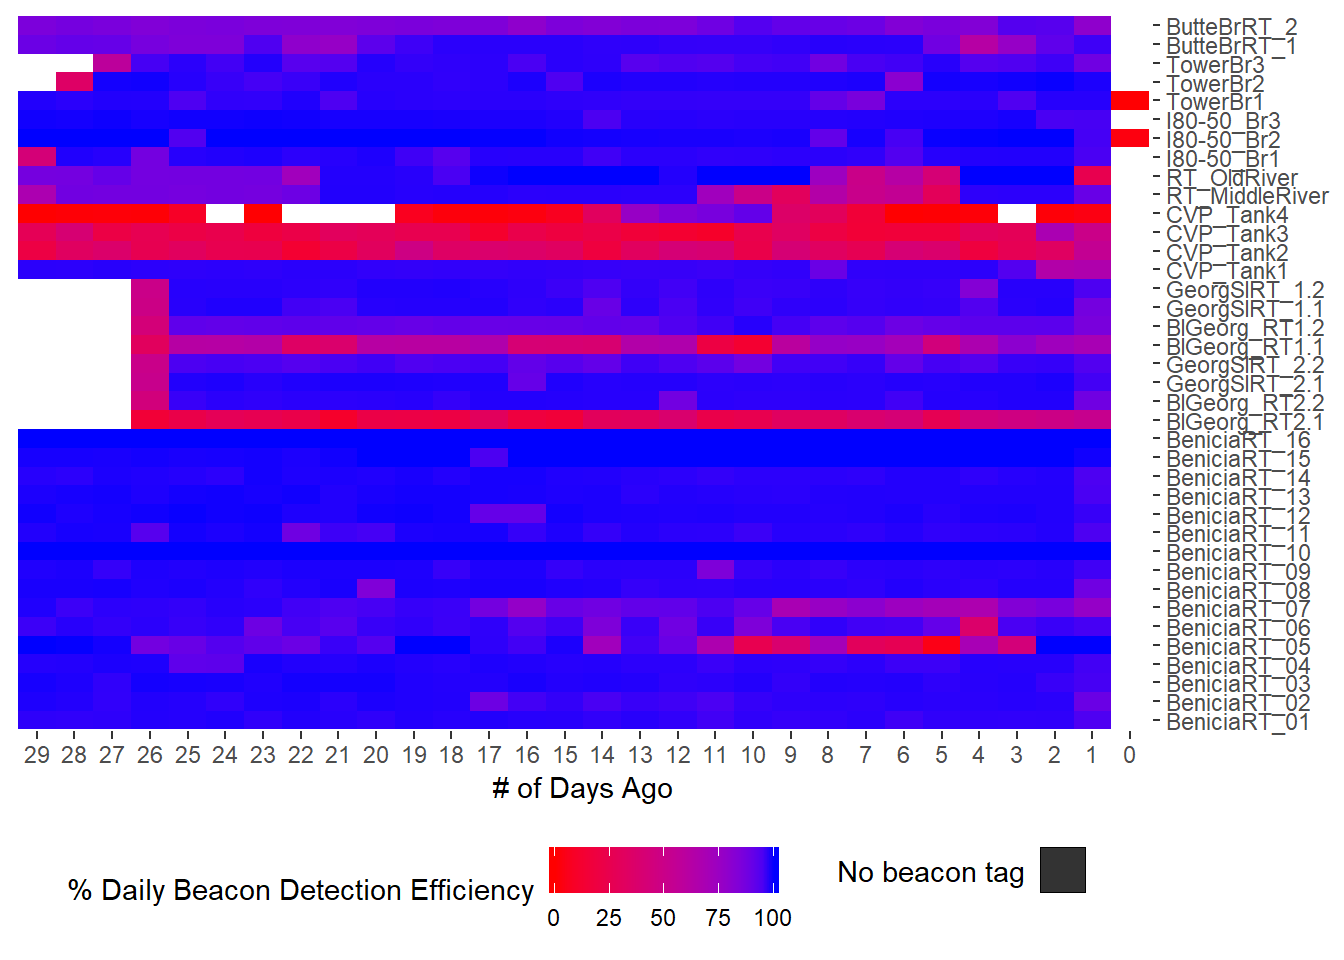 ButteBrRT_2
ButteBrRT_1
TowerBr3
TowerBr2
TowerBr1
I80-50_Br3
I80-50_Br2
I80-50_Br1
RT_OldRiver
RT_MiddleRiver
CVP_Tank4
CVP_Tank3
CVP_Tank2
CVP_Tank1
GeorgSlRT_1.2
GeorgSlRT_1.1
BlGeorg_RT1.2
BlGeorg_RT1.1
GeorgSlRT_2.2
GeorgSlRT_2.1
BlGeorg_RT2.2
BlGeorg_RT2.1
BeniciaRT_16
BeniciaRT_15
BeniciaRT_14
BeniciaRT_13
BeniciaRT_12
BeniciaRT_11
BeniciaRT_10
BeniciaRT_09
BeniciaRT_08
BeniciaRT_07
BeniciaRT_06
BeniciaRT_05
BeniciaRT_04
BeniciaRT_03
BeniciaRT_02
BeniciaRT_01
29 28 27 26 25 24 23 22 21 20 19 18 17 16 15 14 13 12 11 10 9 8 7 6 5 4 3 2 1 0
# of Days Ago
% Daily Beacon Detection Efficiency
0 25 50 75 100
No beacon tag